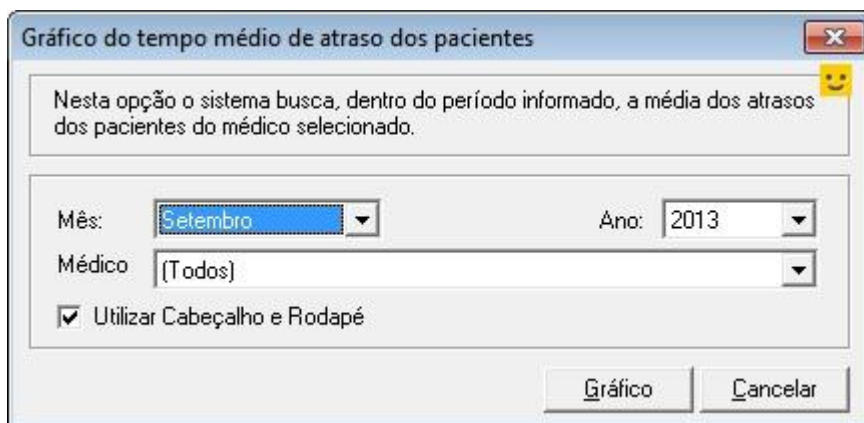 Gráfico do tempo médio de atraso dos pacientes
Nesta opção o sistema busca, dentro do período informado, a média dos atrasos
dos pacientes do médico selecionado.
Mês: Setembro Ano: 2013
Médico (Todos)
Utilizar Cabeçalho e Rodapé
Gráfico Cancelar